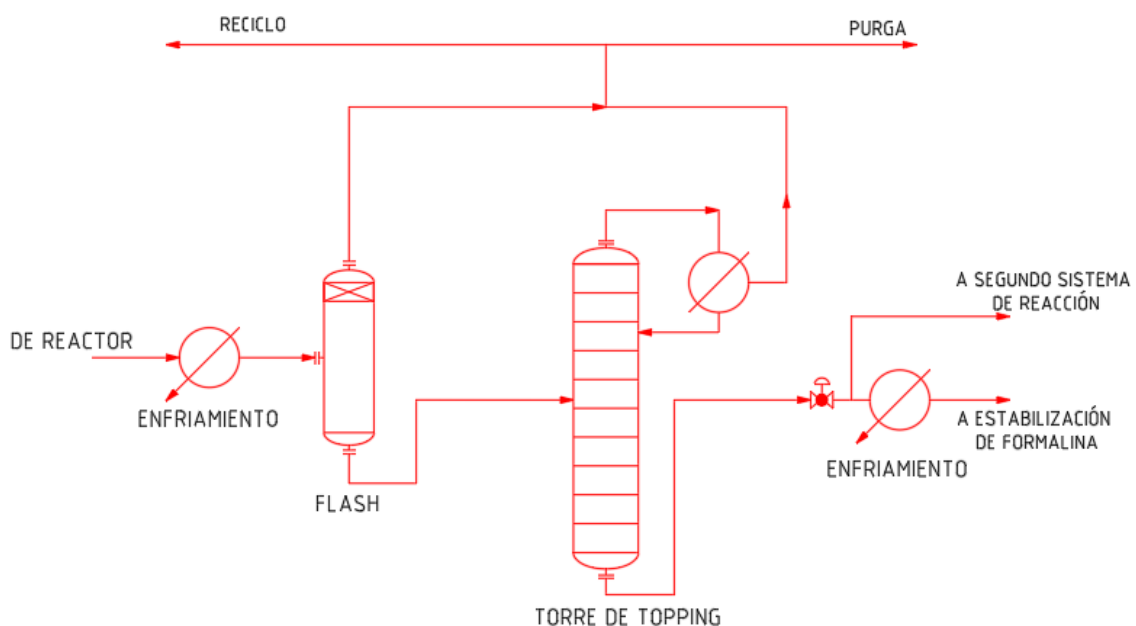 RECICLO
PURGA
A SEGUNDO SISTEMA
DE REACCIÓN
DE REACTOR
ENFRIAMIENTO
A ESTABILIZACIÓN
DE FORMALINA
ENFRIAMIENTO
FLASH
TORRE DE TOPPING